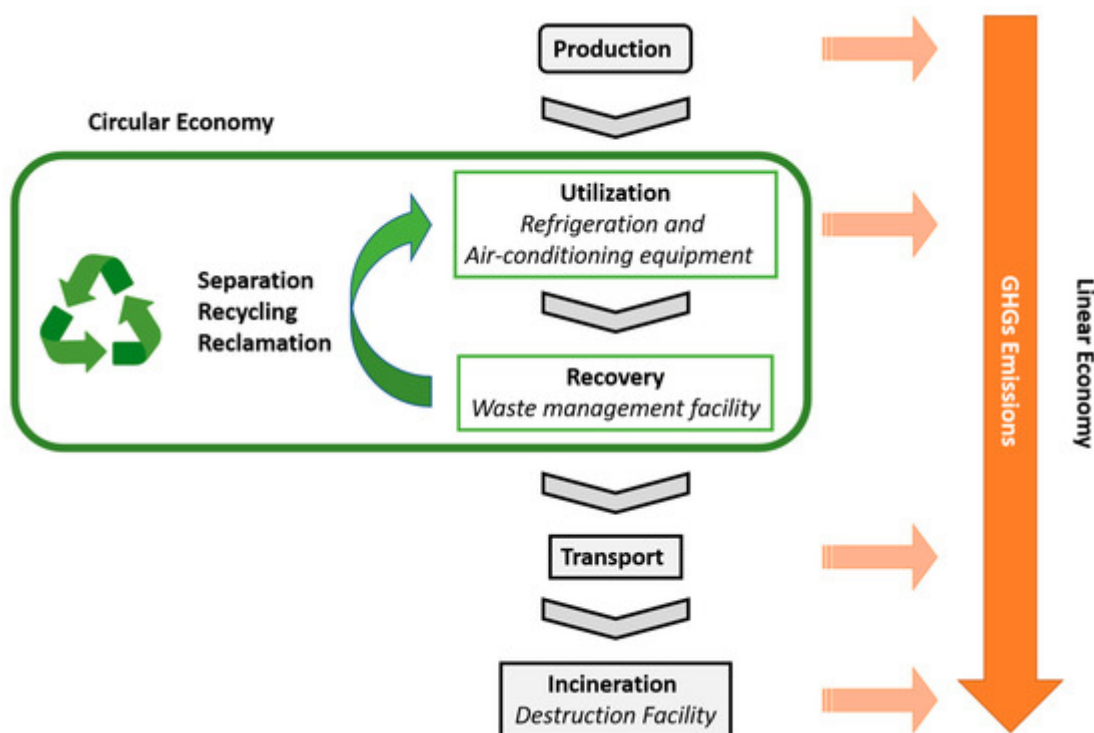 Production
Circular Economy
Utilization
Refrigeration and
Air-conditioning equipment
Separation
Recycling
Reclamation
Recovery
Waste management facility
Transport
Incineration
Destruction Facility
GHGs Emissions
Linear Economy